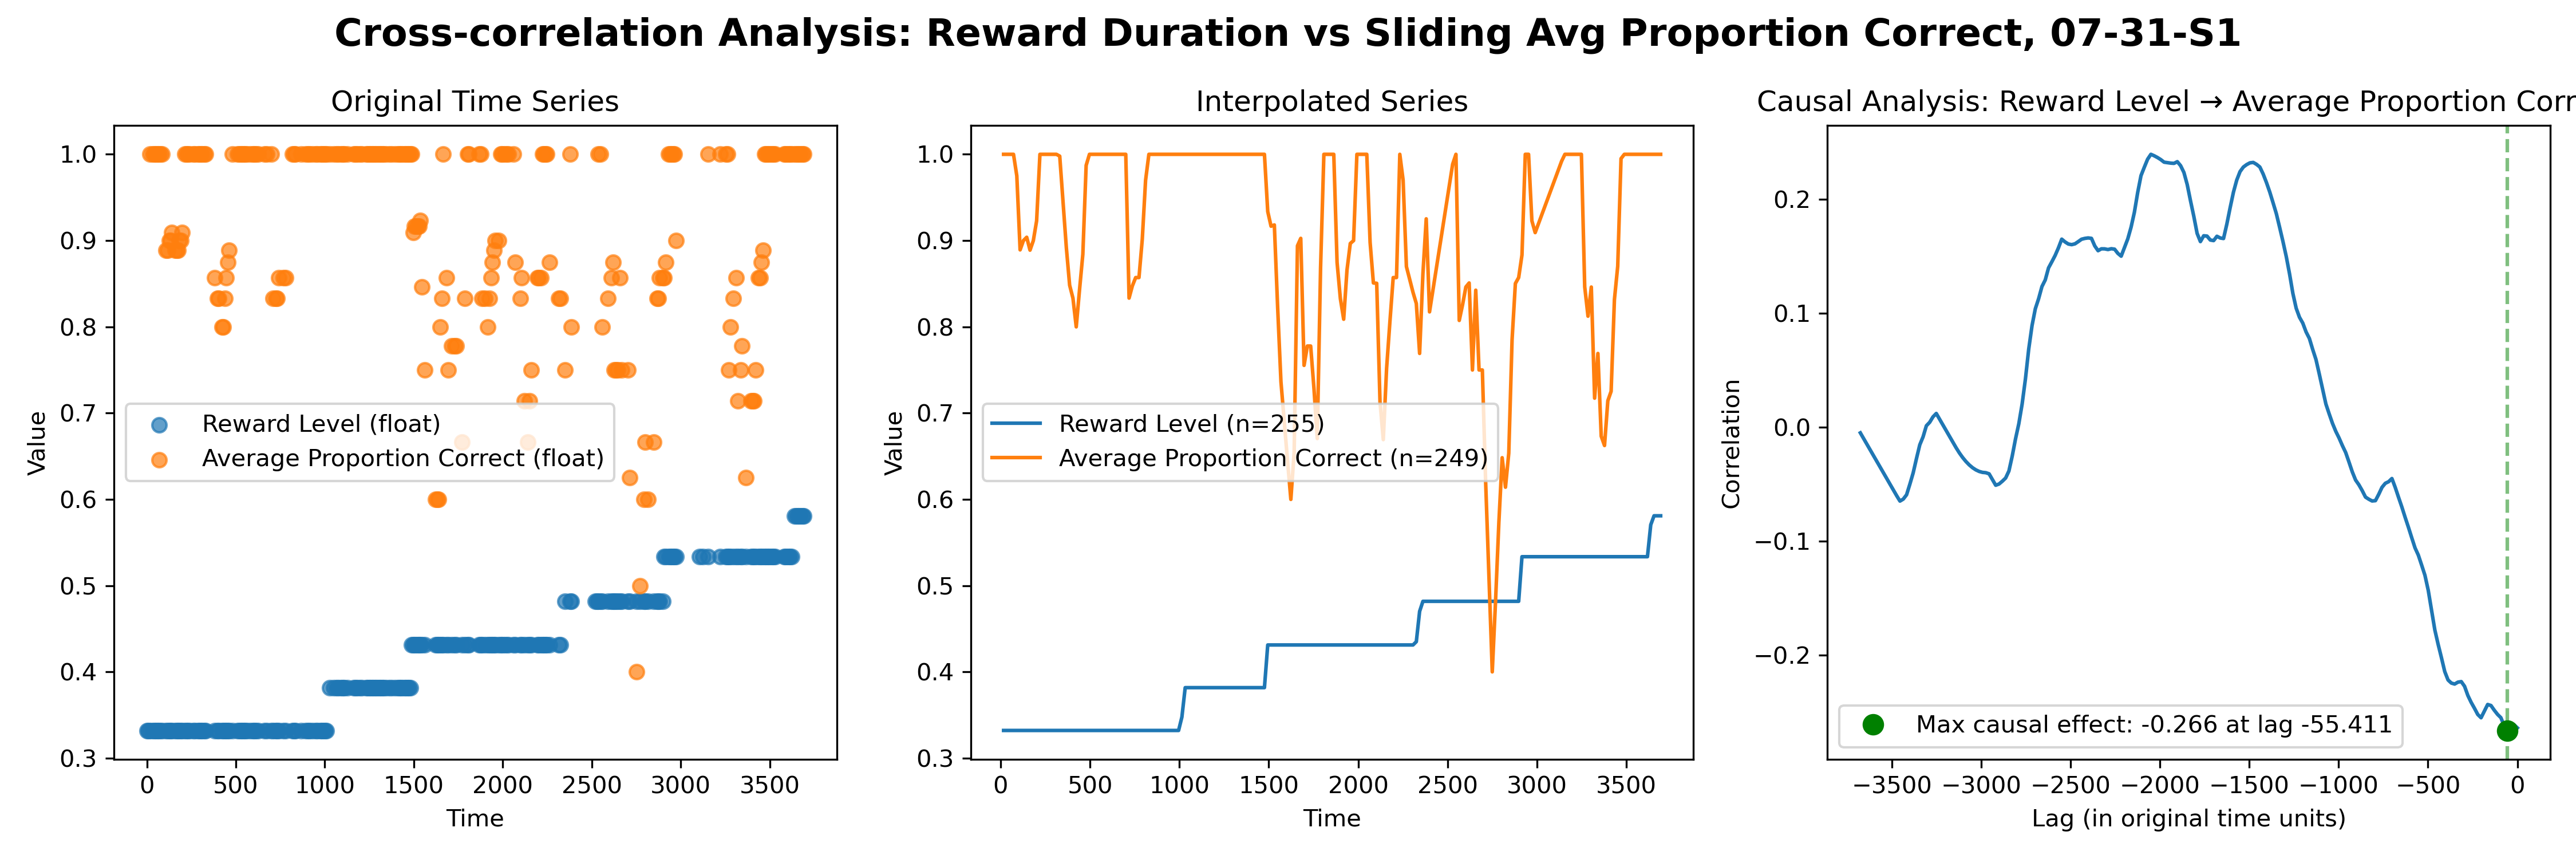 Cross-correlation Analysis: Reward Duration vs Sliding Avg Proportion Correct, 07-31-S1
Original Time Series
Value
1.0
0.9
0.8
0.7
0.6
0.5
0.4
0.3
Reward Level (float)
Average Proportion Correct (float)
0 500 1000 1500 2000 2500 3000 3500
Time
Interpolated Series
Value
1.0
0.9
0.8
0.7
0.6
0.5
0.4
0.3
Reward Level (n=255)
Average Proportion Correct (n=249)
0 500 1000 1500 2000 2500 3000 3500
Time
Causal Analysis: Reward Level → Average Proportion Corr
Correlation
0.2
0.1
0.0
−0.1
−0.2
Max causal effect: -0.266 at lag -55.411
−3500 −3000 −2500 −2000 −1500 −1000 −500 0
Lag (in original time units)